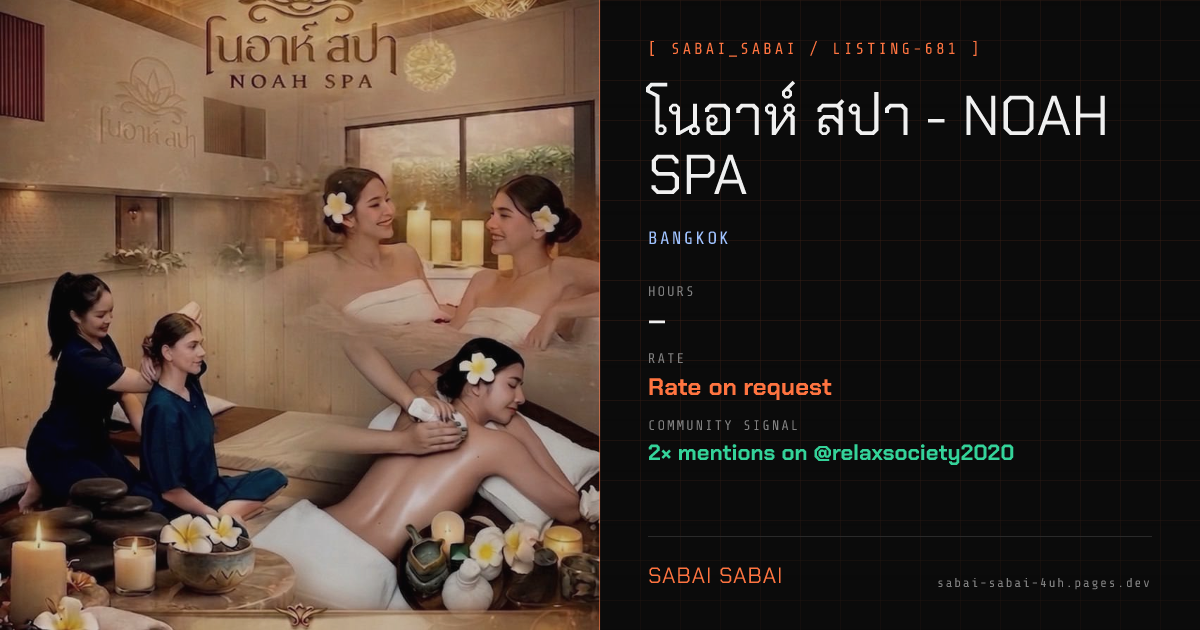 โนอาห์ สปา
NOAH SPA
โนอาห์ สปา
[ SABAI_SABAI / LISTING-681 ]
โนอาห์ สปา - NOAH
SPA
BANGKOK
HOURS
—
RATE
Rate on request
COMMUNITY SIGNAL
2× mentions on @relaxsociety2020
SABAI SABAI
sabai-sabai-4uh.pages.dev